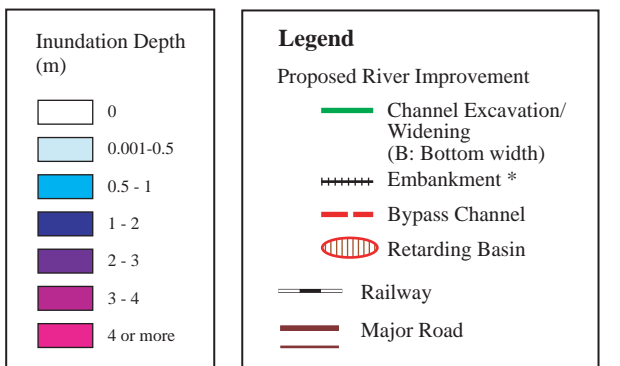 Inundation Depth
(m)
0
0.001-0.5
0.5 - 1
1 - 2
2 - 3
3 - 4
4 or more
Legend
Proposed River Improvement
Channel Excavation/
Widening
(B: Bottom width)
Embankment *
Bypass Channel
Retarding Basin
Railway
Major Road